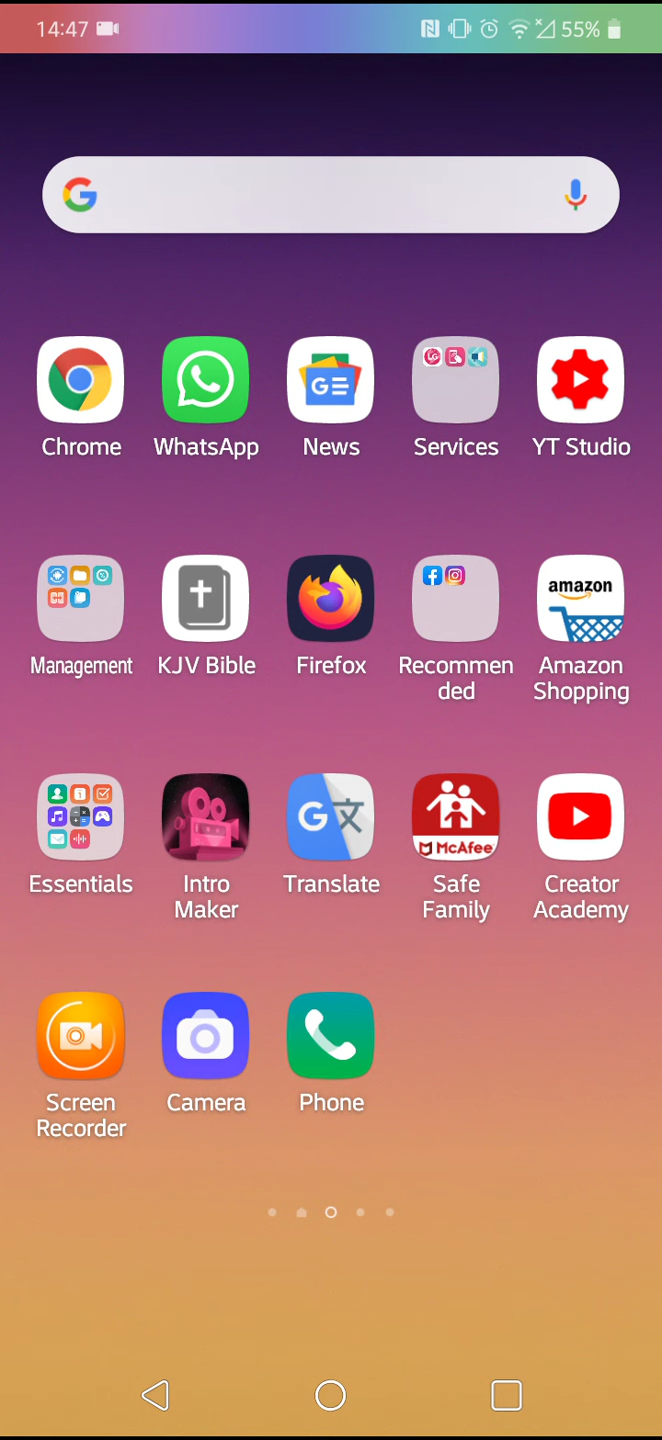 14:47
55%
Chrome
WhatsApp
News
Services
YT Studio
Management
KJV Bible
Firefox
Recommen
ded
amazon
Amazon
Shopping
Essentials
Intro
Maker
Translate
McAfee
Safe
Family
Creator
Academy
Screen
Recorder
Camera
Phone